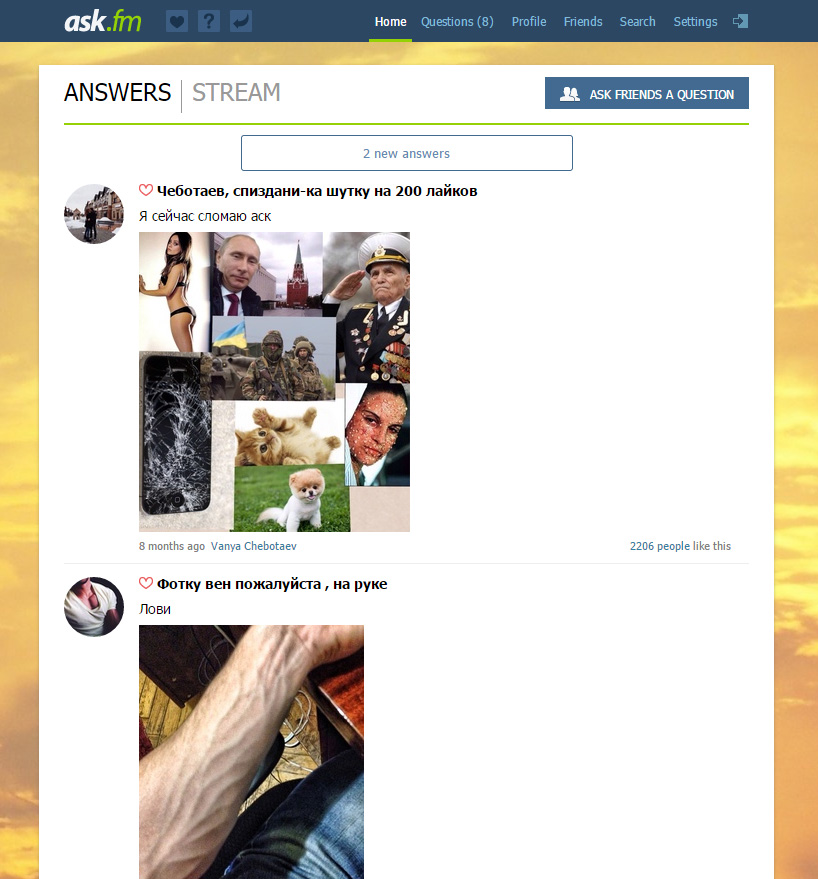 ask.fm
Home Questions (8) Profile Friends Search Settings
ANSWERS STREAM
ASK FRIENDS A QUESTION
2 new answers
Чеботаев, спиздани-ка шутку на 200 лайков
Я сейчас сломаю аск
8 months ago Vanya Chebotaev
2206 people like this
Фотку вен пожалуйста , на руке
Лови